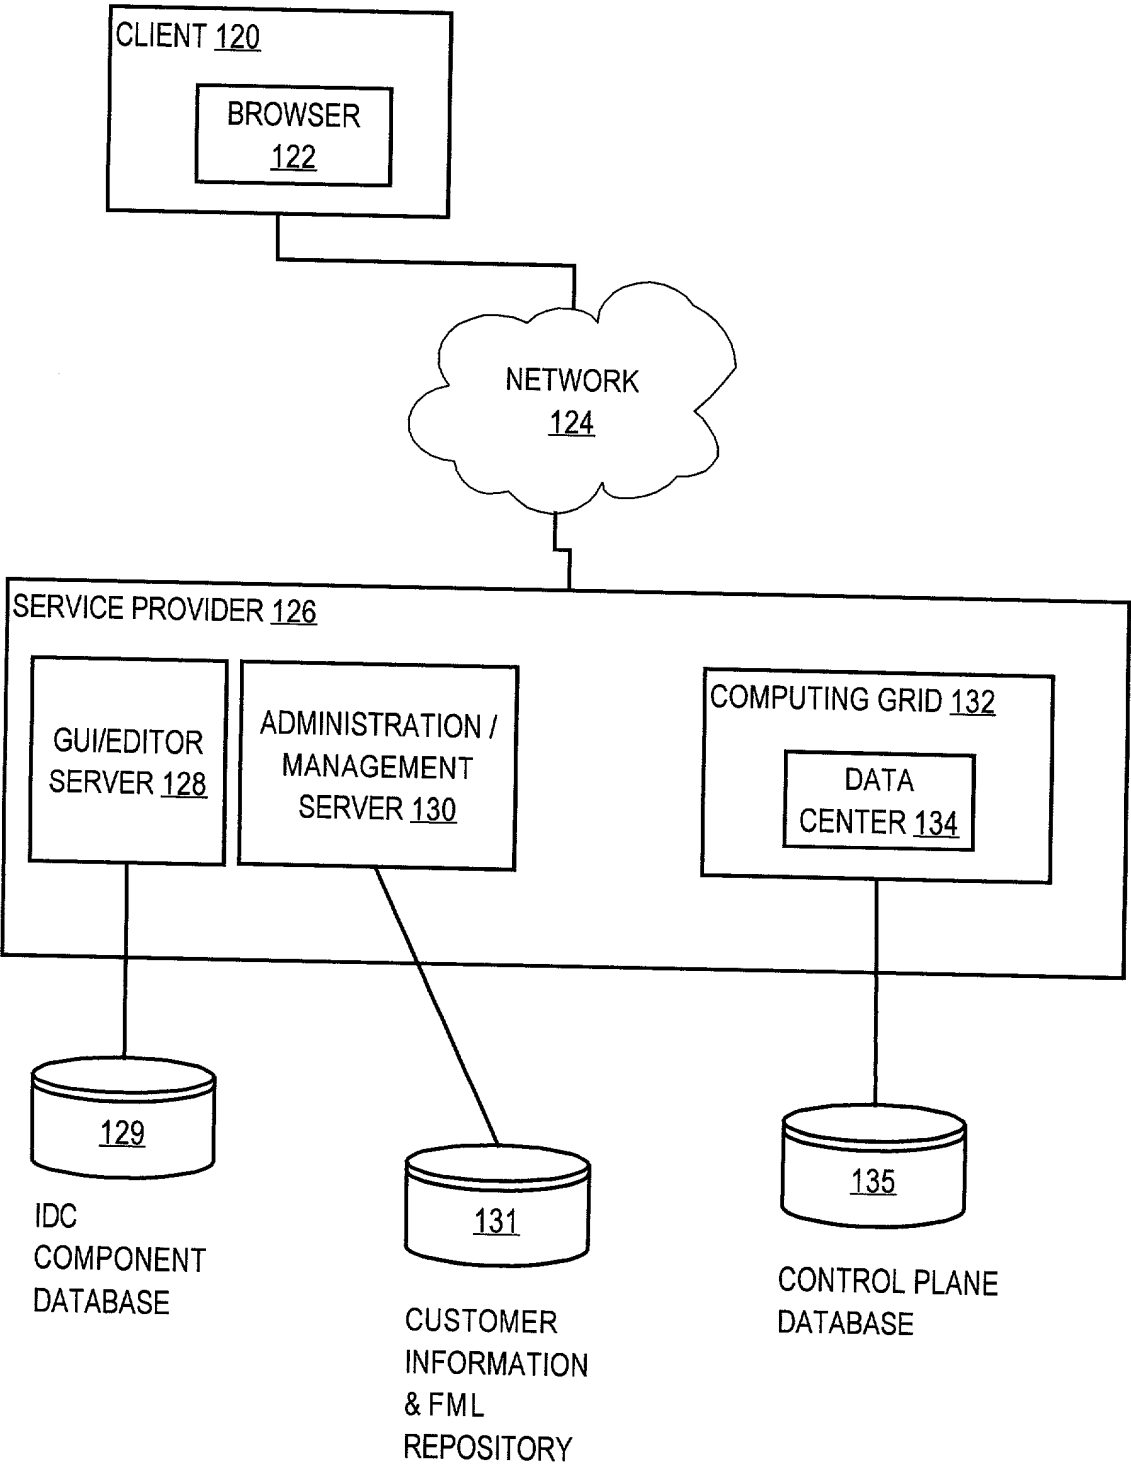 CLIENT 120
BROWSER
122
NETWORK
124
SERVICE PROVIDER 126
GUI/EDITOR
SERVER 128
ADMINISTRATION /
MANAGEMENT
SERVER 130
COMPUTING GRID 132
DATA
CENTER 134
129
IDC
COMPONENT
DATABASE
131
CUSTOMER
INFORMATION
& FML
REPOSITORY
135
CONTROL PLANE
DATABASE